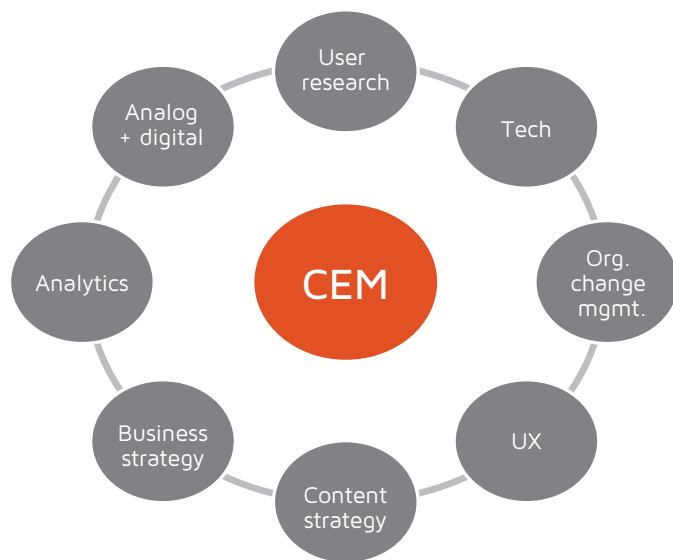 User
research
Analog
+ digital
Tech
CEM
Analytics
Org.
change
mgmt.
Business
strategy
UX
Content
strategy